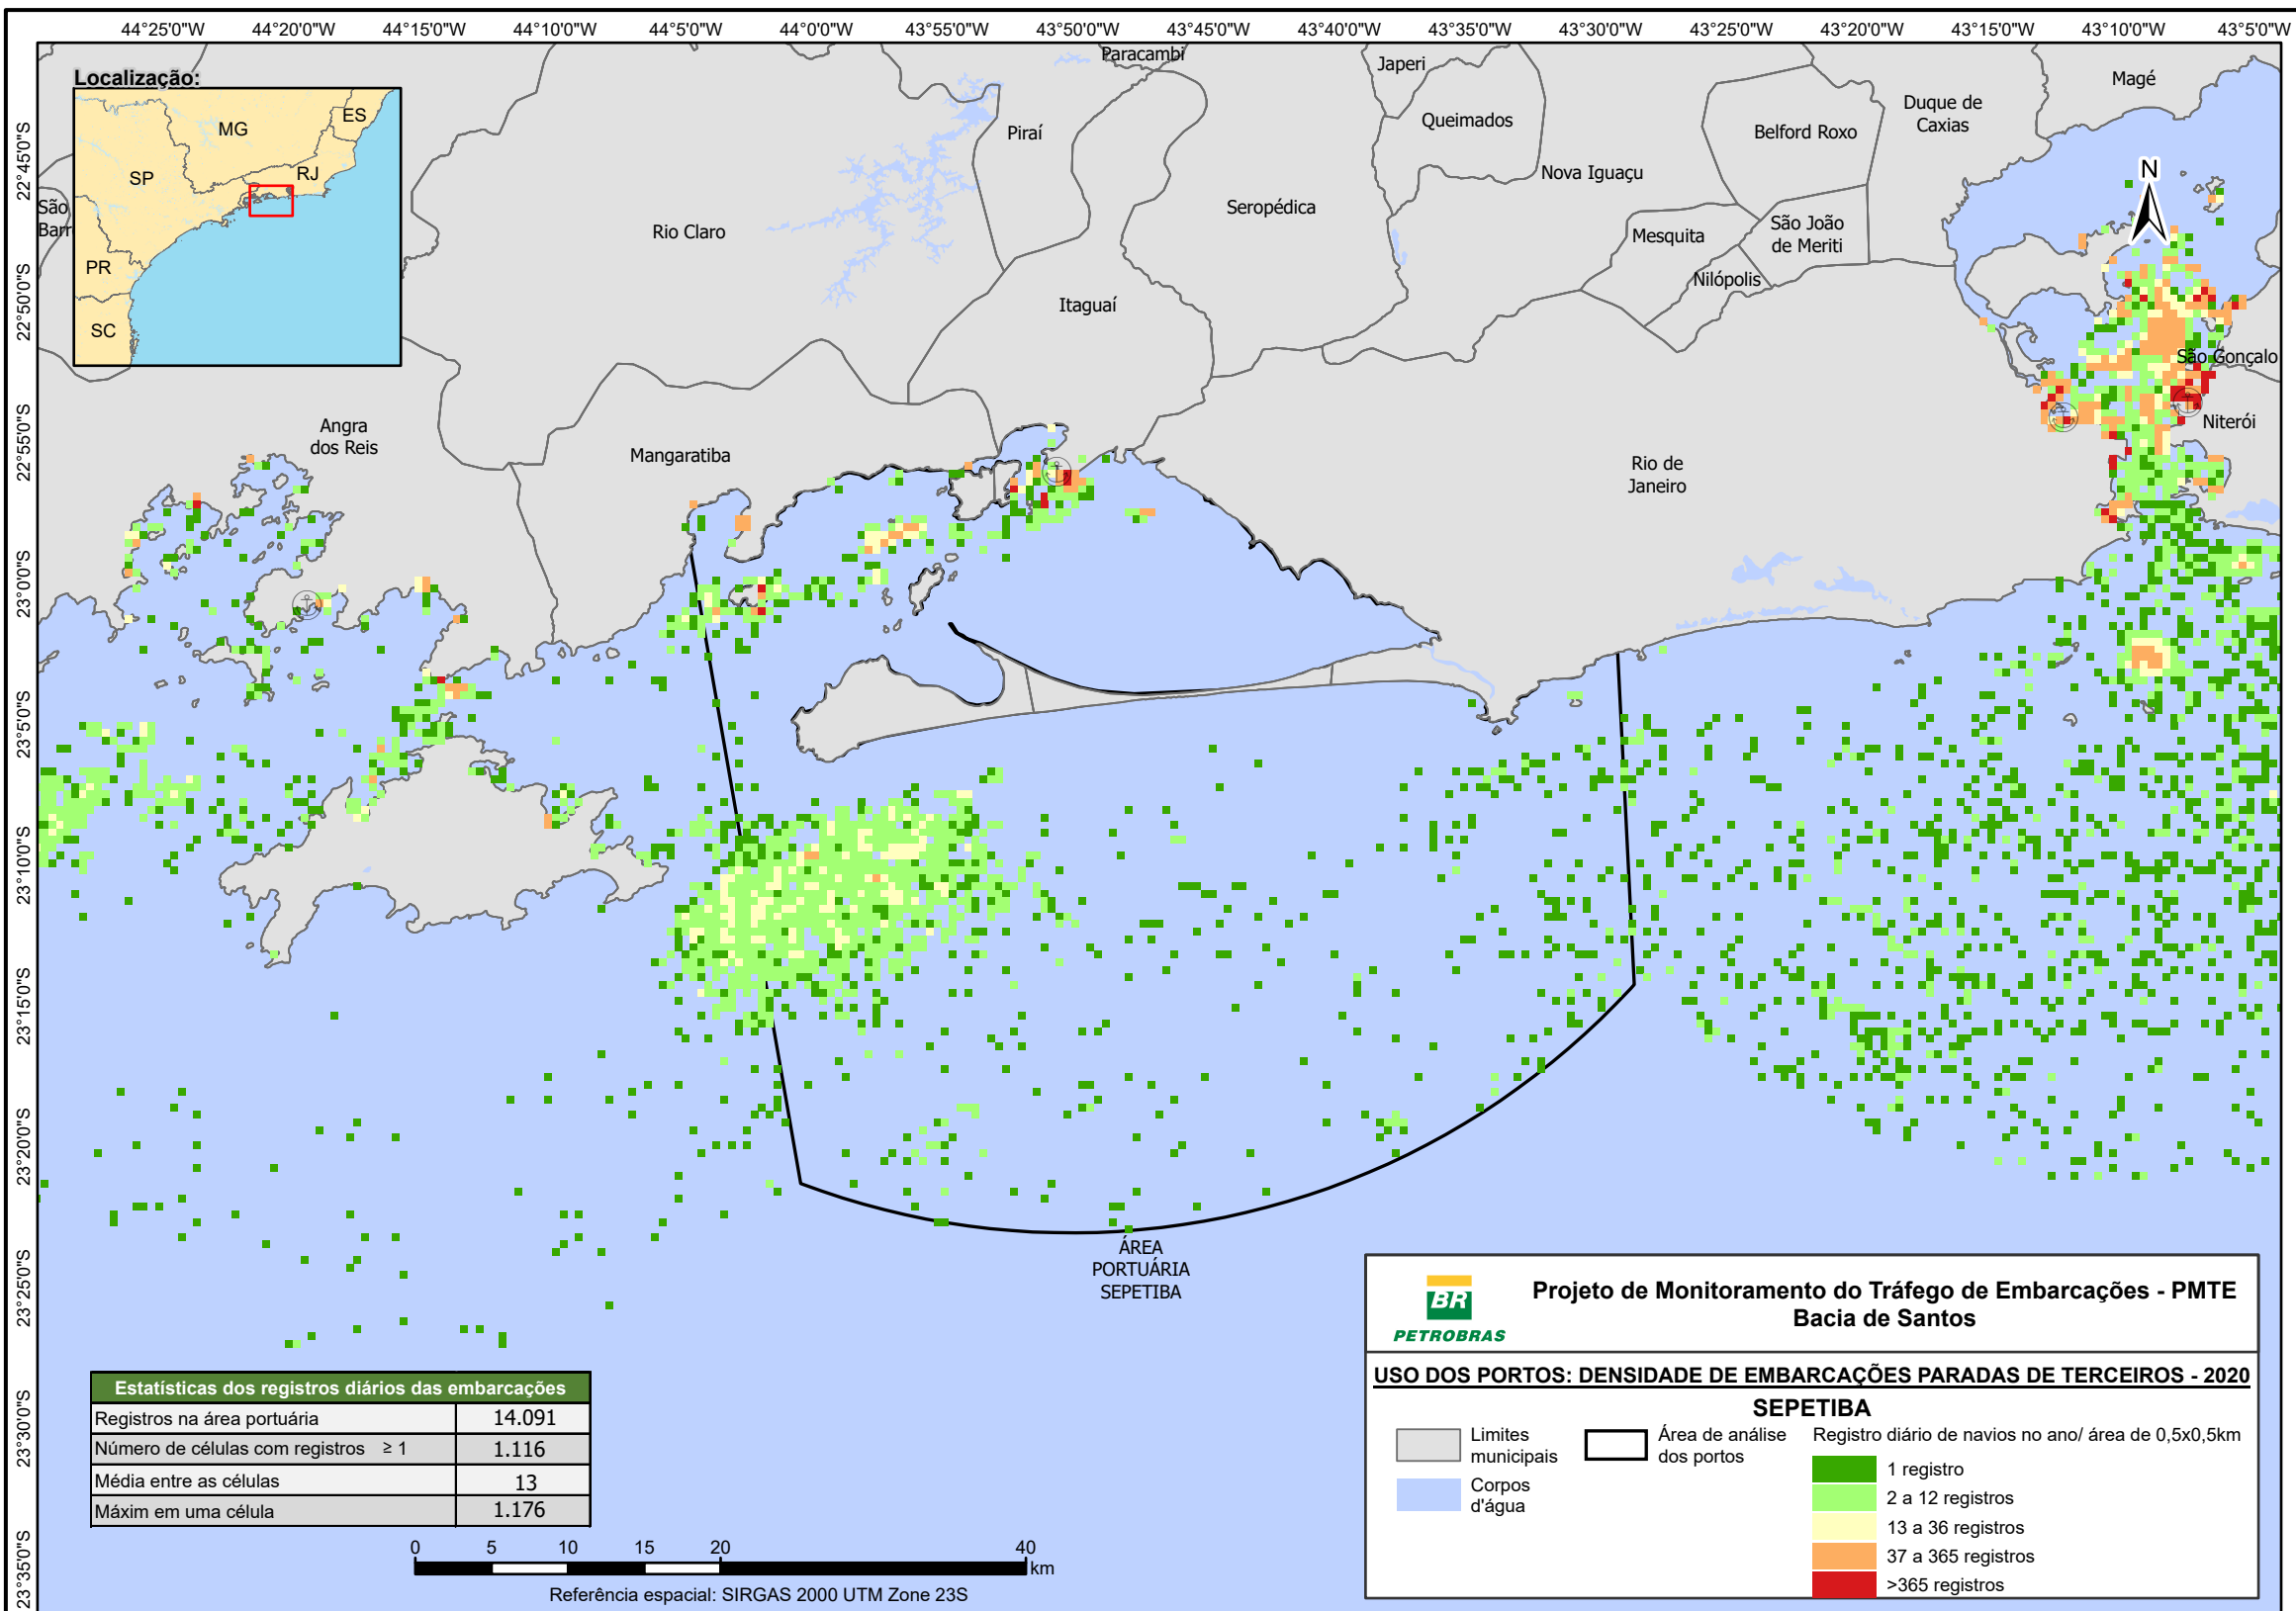 44°25'0"W 44°20'0"W 44°15'0"W 44°10'0"W 44°5'0"W 44°0'0"W 43°55'0"W 43°50'0"W 43°45'0"W 43°40'0"W 43°35'0"W 43°30'0"W 43°25'0"W 43°20'0"W 43°15'0"W 43°10'0"W 43°5'0"W
22°45'0"S
22°50'0"S
22°55'0"S
23°0'0"S
23°5'0"S
23°10'0"S
23°15'0"S
23°20'0"S
23°25'0"S
23°30'0"S
23°35'0"S
Localização:
ES
MG
RJ
SP
PR
SC
São
Barr
Paracambi
Japeri
Magé
Duque de
Caxias
Piraí
Queimados
Belford Roxo
Nova Iguaçu
Rio Claro
Seropédica
Mesquita
São João
de Meriti
Nilópolis
N
Itaguaí
São Gonçalo
Niterói
Angra
dos Reis
Mangaratiba
Rio de
Janeiro
ÁREA
PORTUÁRIA
SEPETIBA
Estatísticas dos registros diários das embarcações
Registros na área portuária 14.091
Número de células com registros ≥ 1 1.116
Média entre as células 13
Máxim em uma célula 1.176
0 5 10 15 20 40
km
Referência espacial: SIRGAS 2000 UTM Zone 23S
BR
PETROBRAS
Projeto de Monitoramento do Tráfego de Embarcações - PMTE
Bacia de Santos
USO DOS PORTOS: DENSIDADE DE EMBARCAÇÕES PARADAS DE TERCEIROS - 2020
SEPETIBA
Limites
municipais
Corpos
d'água
Área de análise
dos portos
Registro diário de navios no ano/ área de 0,5x0,5km
1 registro
2 a 12 registros
13 a 36 registros
37 a 365 registros
>365 registros